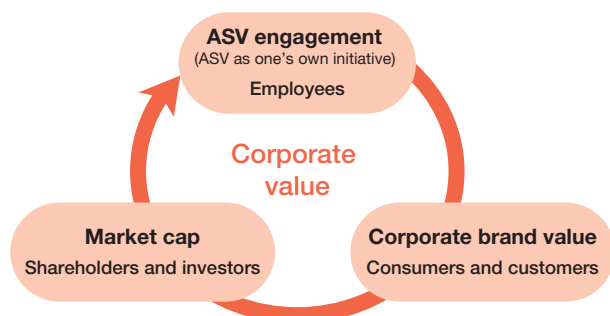 ASV engagement
(ASV as one's own initiative)
Employees
Corporate
value
Market cap
Shareholders and investors
Corporate brand value
Consumers and customers